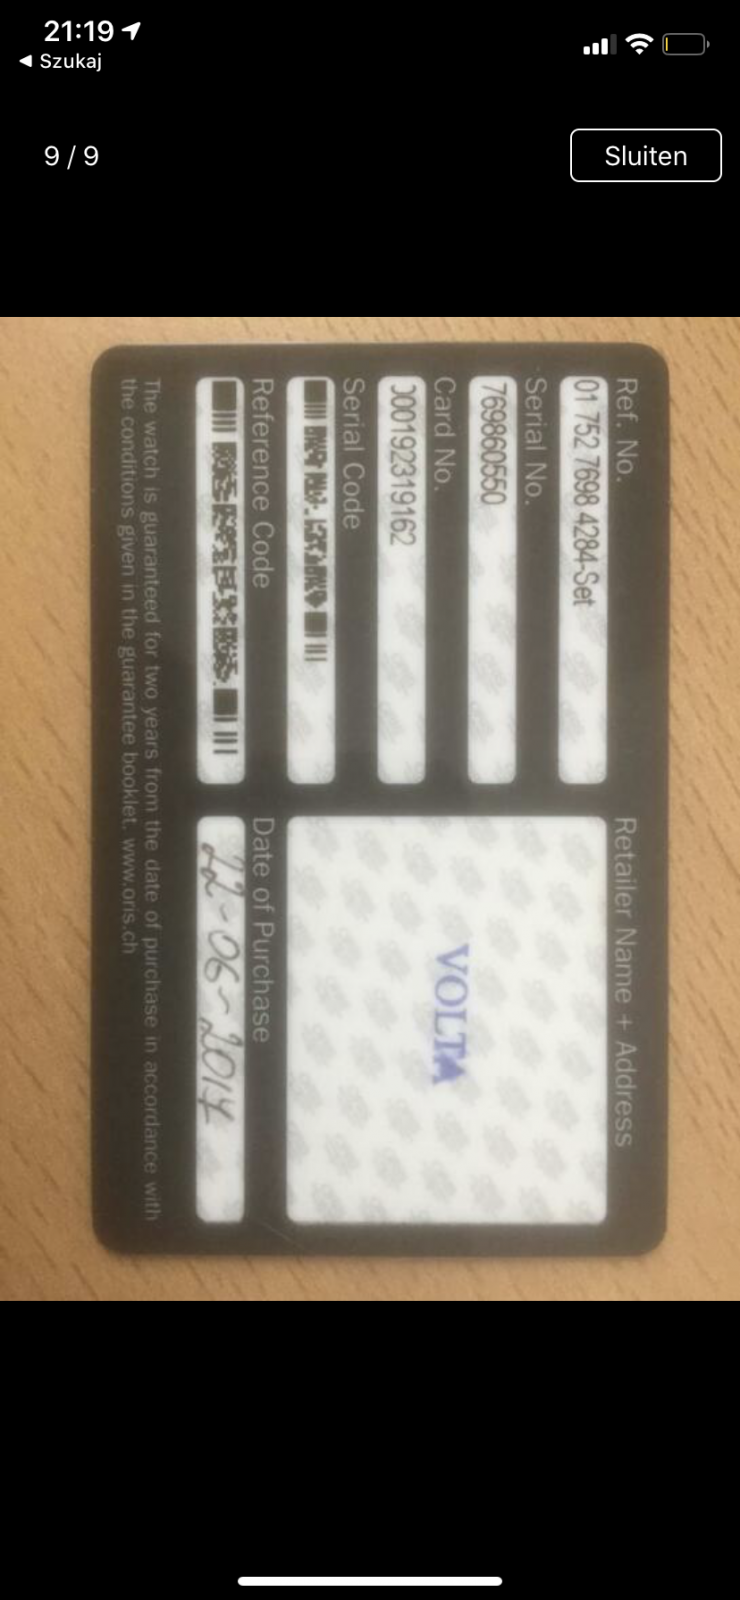 21:19
◀ Szukaj
9 / 9
Sluiten
Ref. No.
01 752 7698 4284-Set
Serial No.
769860550
Card No.
J00192319162
Serial Code
Reference Code
Retailer Name + Address
VOLTA
Date of Purchase
22-06-2014
The watch is guaranteed for two years from the date of purchase in accordance with
the conditions given in the guarantee booklet. www.oris.ch